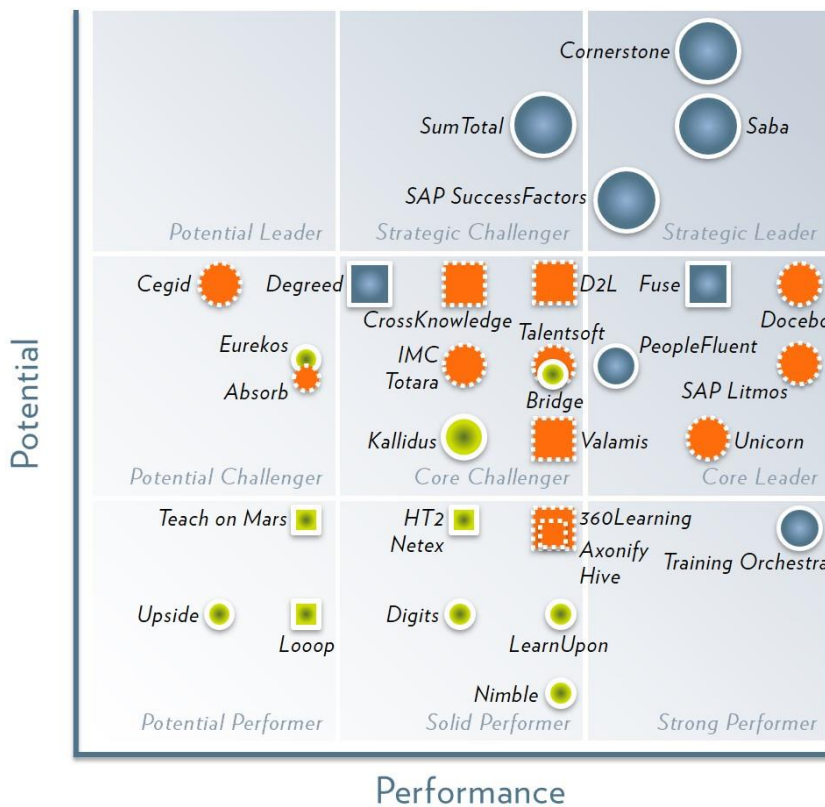 Cornerstone
SumTotal
Saba
SAP SuccessFactors
Potential Leader
Strategic Challenger
Strategic Leader
Cegid
Degreed
D2L
Fuse
CrossKnowledge
Docebo
Eurekos
Talentsoft
PeopleFluent
IMC
Totara
Absorb
SAP Litmos
Bridge
Kallidus
Valamis
Unicorn
Potential Challenger
Core Challenger
Core Leader
Teach on Mars
HT2
Netex
360Learning
Axonify
Hive
Training Orchestra
Upside
Digits
Looop
LearnUpon
Nimble
Potential Performer
Solid Performer
Strong Performer
Potential
Performance